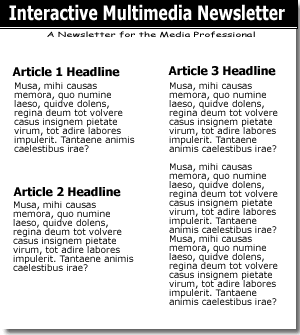 Interactive Multimedia Newsletter
A Newsletter for the Media Professional
Article 1 Headline
Musa, mihi causas
memora, quo numine
laeso, quidve dolens,
regina deum tot volvere
casus insignem pietate
virum, tot adire labores
impulerit. Tantaene animis
caelestibus irae?
Article 2 Headline
Musa, mihi causas
memora, quo numine
laeso, quidve dolens,
regina deum tot volvere
casus insignem pietate
virum, tot adire labores
impulerit. Tantaene animis
caelestibus irae?
Article 3 Headline
Musa, mihi causas
memora, quo numine
laeso, quidve dolens,
regina deum tot volvere
casus insignem pietate
virum, tot adire labores
impulerit. Tantaene animis
caelestibus irae?
Musa, mihi causas
memora, quo numine
laeso, quidve dolens,
regina deum tot volvere
casus insignem pietate
virum, tot adire labores
impulerit. Tantaene
animis caelestibus irae?
Musa, mihi causas
memora, quo numine
laeso, quidve dolens,
regina deum tot volvere
casus insignem pietate
virum, tot adire labores
impulerit. Tantaene animis
caelestibus irae?